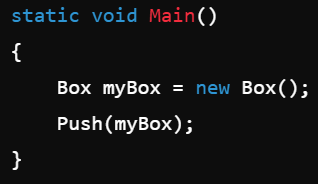 static void Main()
{
    Box myBox = new Box();
    Push(myBox);
}